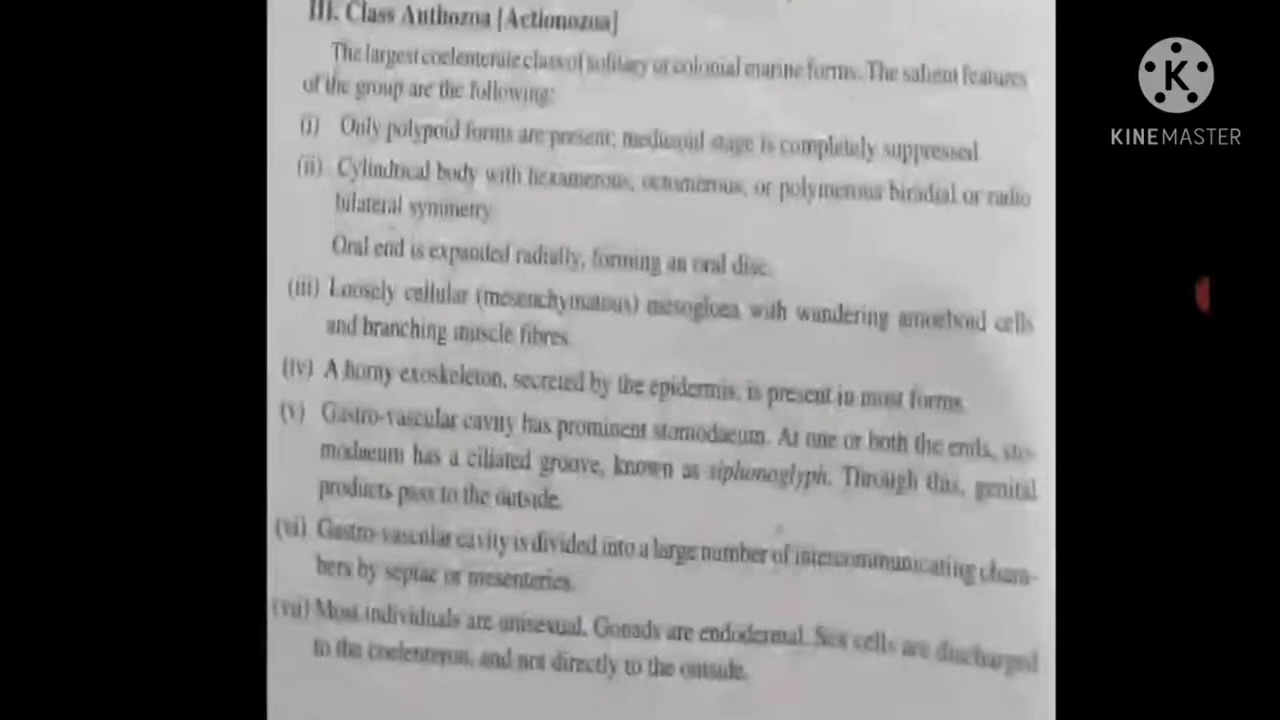 III. Class Anthozoa [Actionozoa]
The largest coelenterate class of solitary or colonial marine forms. The salient features
of the group are the following:
(i) Only polypoid forms are present; medusoid stage is completely suppressed
(ii) Cylindrical body with hexamerous, octomerous, or polymerous biradial or radio
bilateral symmetry
Oral end is expanded radially, forming an oral disc.
(iii) Loosely cellular (mesenchymatous) mesogloea with wandering amoeboid cells
and branching muscle fibres.
(iv) A horny exoskeleton, secreted by the epidermis, is present in most forms.
(v) Gastro-vascular cavity has prominent stomodaeum. At one or both the ends, sto-
modaeum has a ciliated groove, known as siphonoglyph. Through this, genital
products pass to the outside.
(vi) Gastro-vascular cavity is divided into a large number of intercommunicating cham-
bers by septae or mesenteries.
(vii) Most individuals are unisexual. Gonads are endodermal. Sex cells are discharged
to the coelenteron, and not directly to the outside.
KINEMASTER